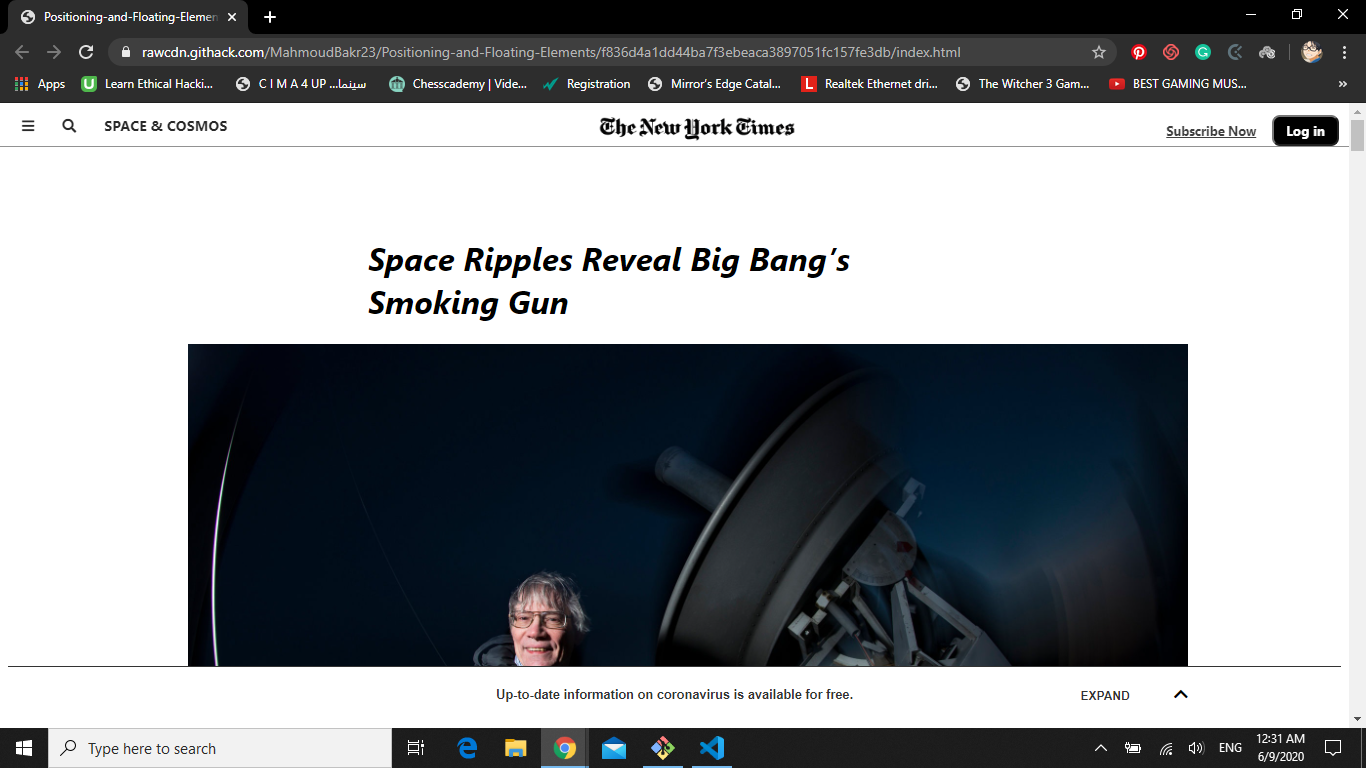 Positioning-and-Floating-Elemen
rawcdn.githack.com/MahmoudBakr23/Positioning-and-Floating-Elements/f836d4a1dd44ba7f3ebeaca3897051fc157fe3db/index.html
Apps
Learn Ethical Hacki...
C I M A 4 UP ...سينما
Chesscademy | Vide...
Registration
Mirror's Edge Catal...
Realtek Ethernet dri...
The Witcher 3 Gam...
BEST GAMING MUS...
»
SPACE & COSMOS
The New York Times
Subscribe Now
Log in
Space Ripples Reveal Big Bang's
Smoking Gun
Up-to-date information on coronavirus is available for free.
EXPAND
Type here to search
ENG
12:31 AM
6/9/2020